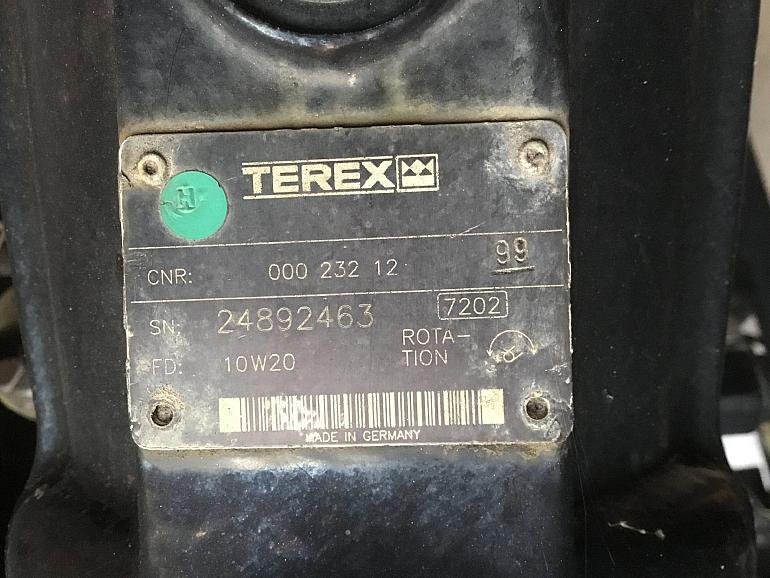 TEREX
H
CNR: 000 232 12 99
SN: 24892463 7202
FD: 10W20 ROTA-
TION
MADE IN GERMANY